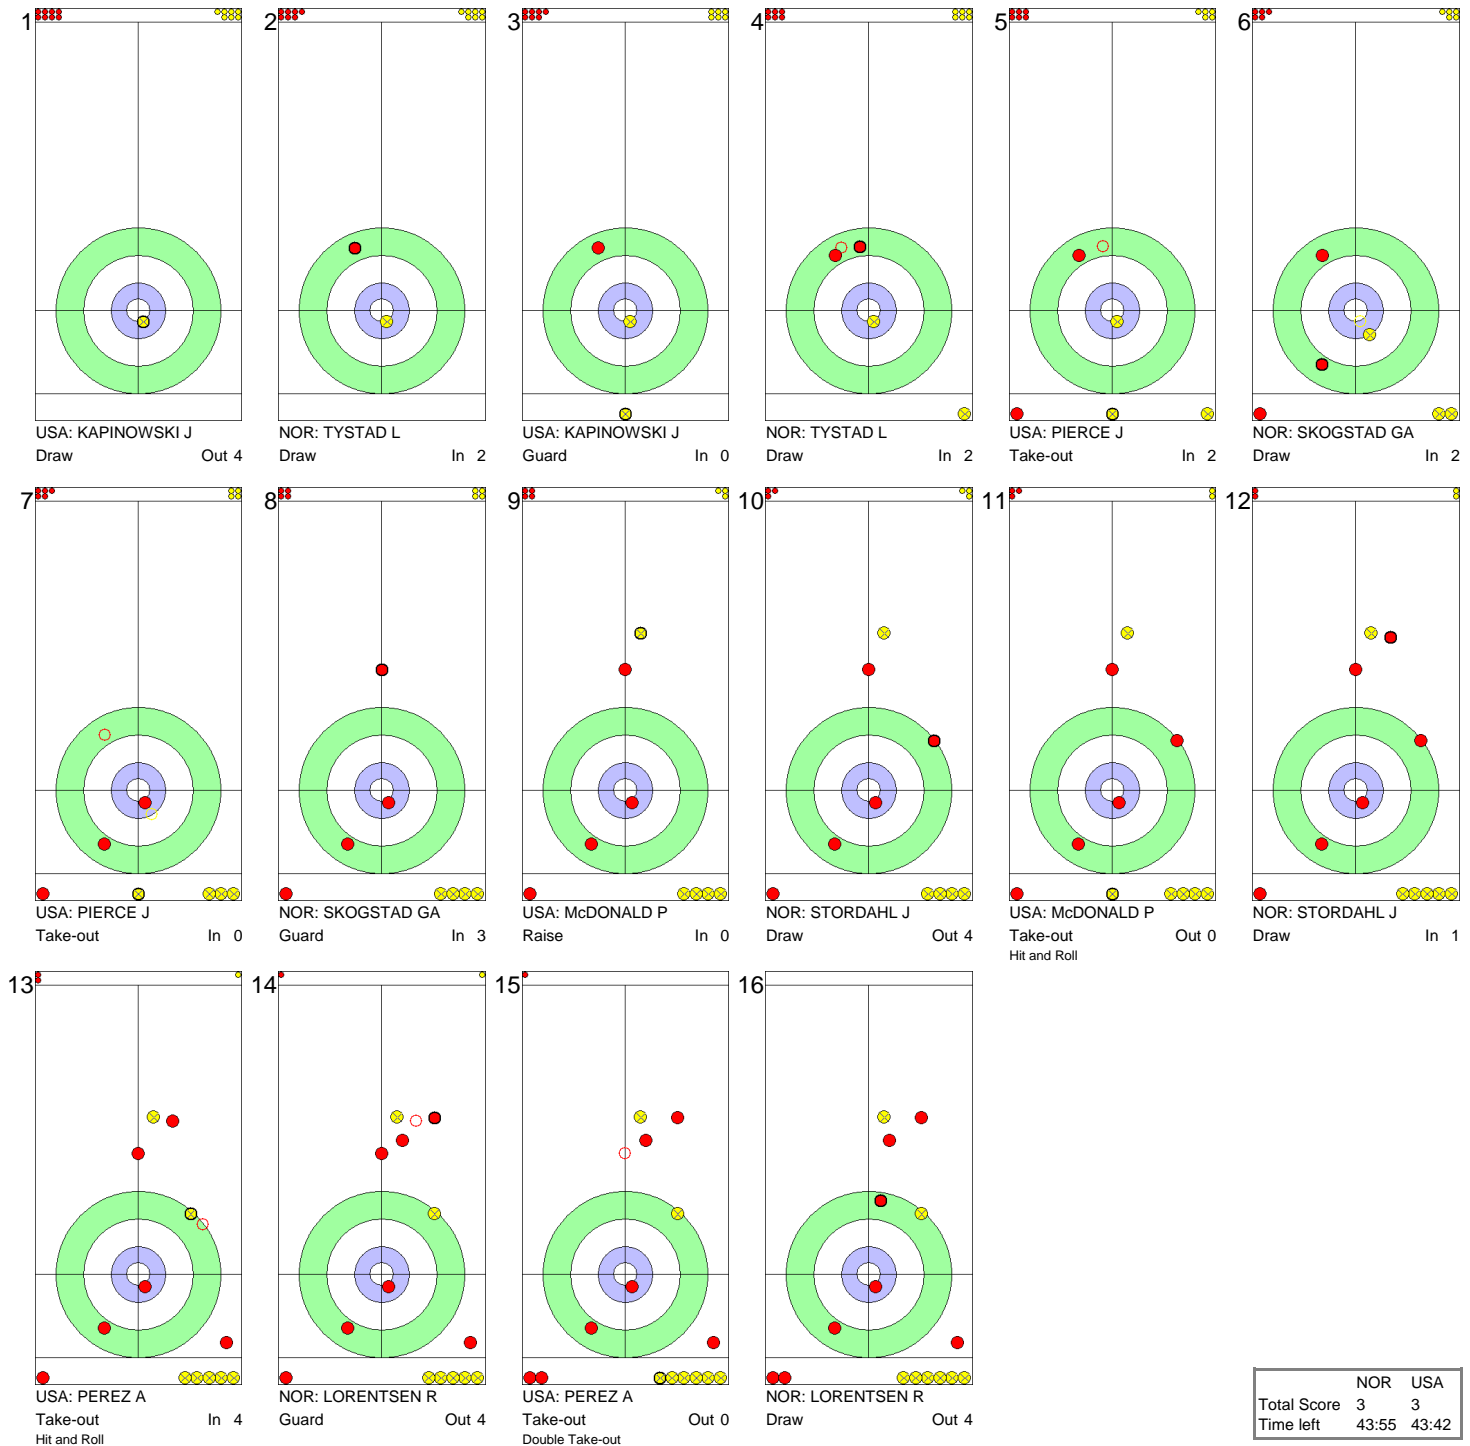 1
2
3
4
5
6
USA: KAPINOWSKI J
Draw Out 4
NOR: TYSTAD L
Draw In 2
USA: KAPINOWSKI J
Guard In 0
NOR: TYSTAD L
Draw In 2
USA: PIERCE J
Take-out In 2
NOR: SKOGSTAD GA
Draw In 2
7
8
9
10
11
12
USA: PIERCE J
Take-out In 0
NOR: SKOGSTAD GA
Guard In 3
USA: McDONALD P
Raise In 0
NOR: STORDAHL J
Draw Out 4
USA: McDONALD P
Take-out Out 0
Hit and Roll
NOR: STORDAHL J
Draw In 1
13
14
15
16
USA: PEREZ A
Take-out In 4
Hit and Roll
NOR: LORENTSEN R
Guard Out 4
USA: PEREZ A
Take-out Out 0
Double Take-out
NOR: LORENTSEN R
Draw Out 4
NOR USA
Total Score 3 3
Time left 43:55 43:42